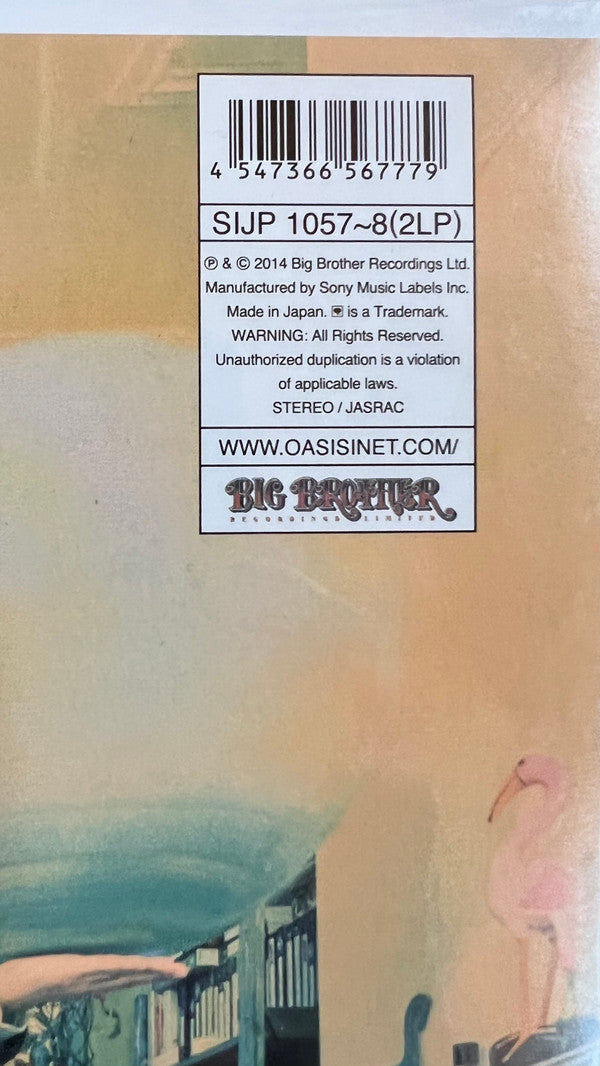 4 547366 567779
SIJP 1057~8(2LP)
℗ & © 2014 Big Brother Recordings Ltd.
Manufactured by Sony Music Labels Inc.
Made in Japan. is a Trademark.
WARNING: All Rights Reserved.
Unauthorized duplication is a violation
of applicable laws.
STEREO / JASRAC
WWW.OASISINET.COM/
BIG BROTHER
RECORDINGS LIMITED